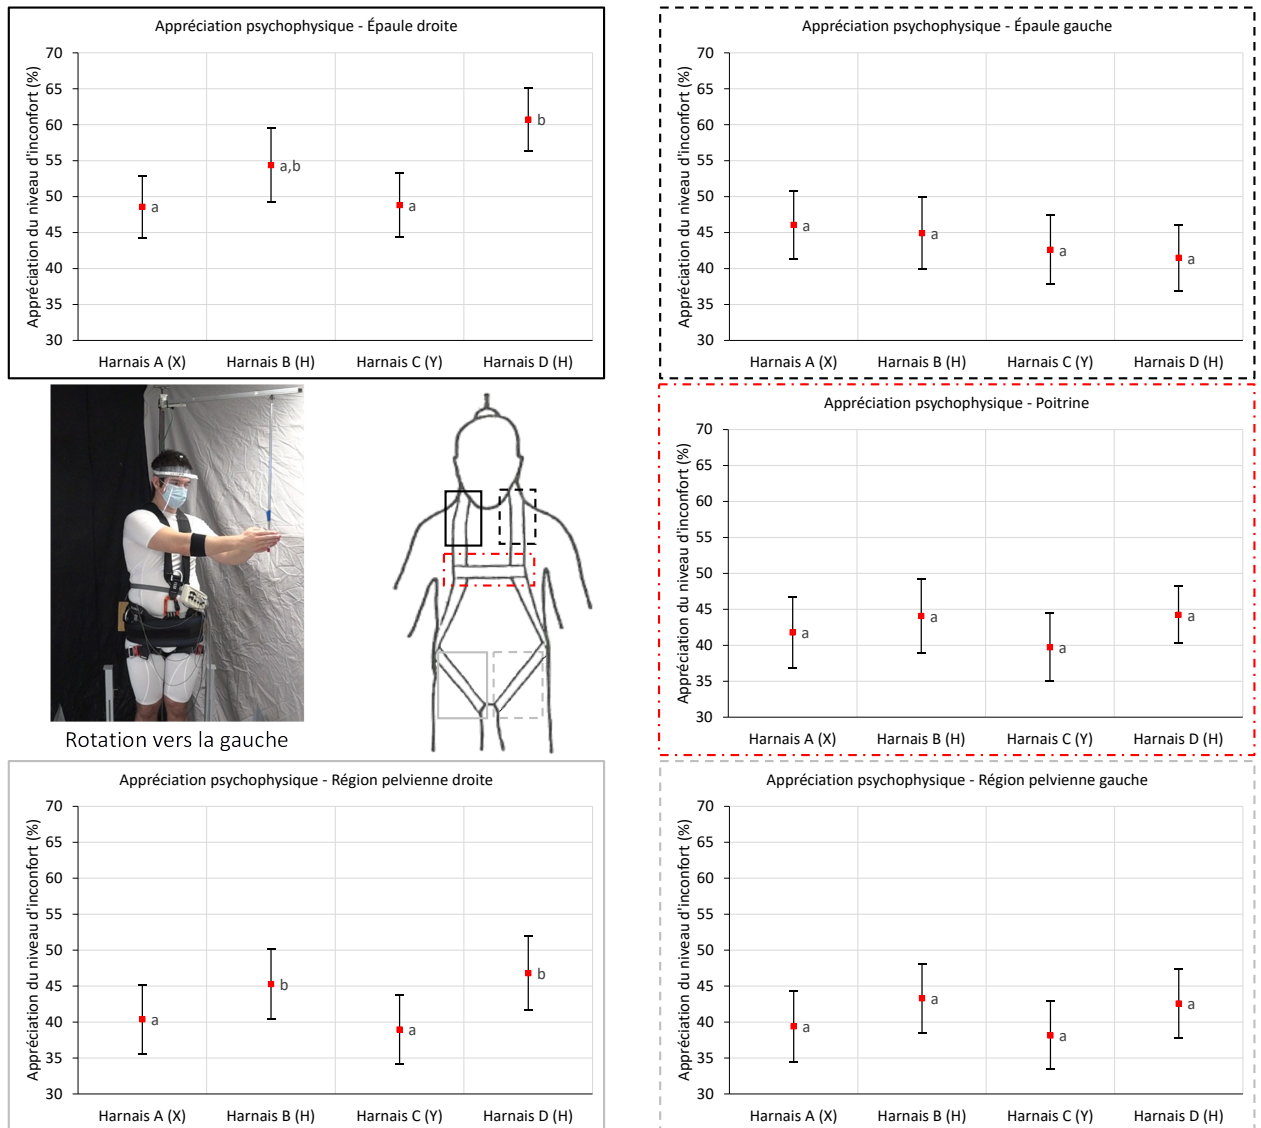 Appréciation psychophysique - Épaule droite
Appréciation du niveau d'inconfort (%)
70
65
60
55
50
45
40
35
30
a
a,b
a
b
Harnais A (X) Harnais B (H) Harnais C (Y) Harnais D (H)
Appréciation psychophysique - Épaule gauche
Appréciation du niveau d'inconfort (%)
70
65
60
55
50
45
40
35
30
a
a
a
a
Harnais A (X) Harnais B (H) Harnais C (Y) Harnais D (H)
Rotation vers la gauche
Appréciation psychophysique - Poitrine
Appréciation du niveau d'inconfort (%)
70
65
60
55
50
45
40
35
30
a
a
a
a
Harnais A (X) Harnais B (H) Harnais C (Y) Harnais D (H)
Appréciation psychophysique - Région pelvienne droite
Appréciation du niveau d'inconfort (%)
70
65
60
55
50
45
40
35
30
a
b
a
b
Harnais A (X) Harnais B (H) Harnais C (Y) Harnais D (H)
Appréciation psychophysique - Région pelvienne gauche
Appréciation du niveau d'inconfort (%)
70
65
60
55
50
45
40
35
30
a
a
a
a
Harnais A (X) Harnais B (H) Harnais C (Y) Harnais D (H)